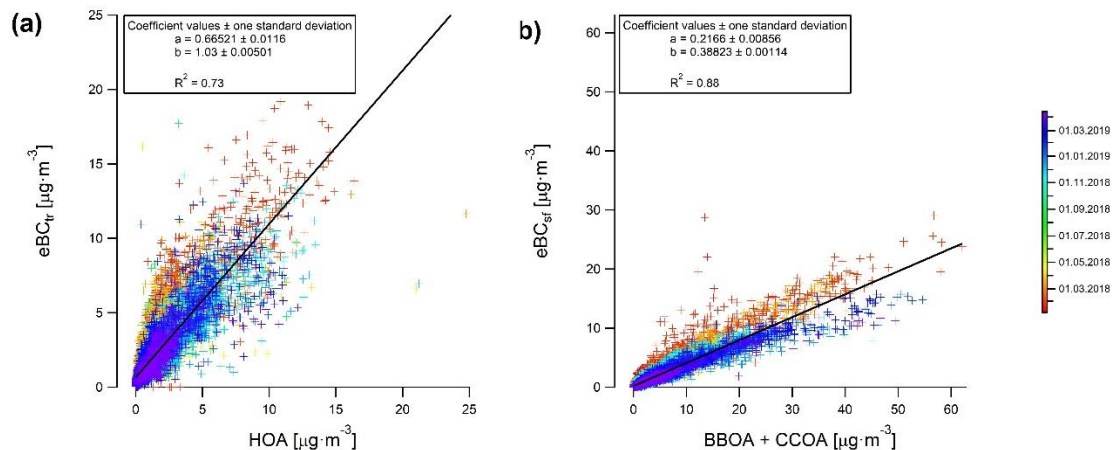 (a)
Coefficient values ± one standard deviation
a = 0.66521 ± 0.0116
b = 1.03 ± 0.00501
R² = 0.73
25
20
15
10
5
0
eBCtr [µg·m⁻³]
0 5 10 15 20 25
HOA [µg·m⁻³]
b)
Coefficient values ± one standard deviation
a = 0.2166 ± 0.00856
b = 0.38823 ± 0.00114
R² = 0.88
60
50
40
30
20
10
0
eBCsf [µg·m⁻³]
0 10 20 30 40 50 60
BBOA + CCOA [µg·m⁻³]
01.03.2019
01.01.2019
01.11.2018
01.09.2018
01.07.2018
01.05.2018
01.03.2018